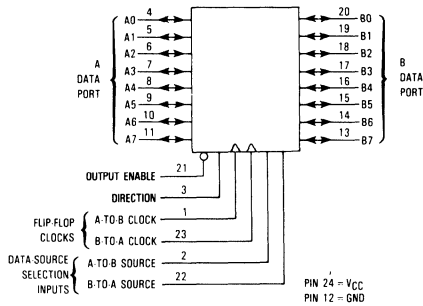 A0 4 20 B0
A1 5 19 B1
A2 6 18 B2
A3 7 17 B3
A4 8 16 B4
A5 9 15 B5
A6 10 14 B6
A7 11 13 B7
A
DATA
PORT
B
DATA
PORT
OUTPUT ENABLE 21
DIRECTION 3
FLIP-FLOP
CLOCKS
A-TO-B CLOCK 1
B-TO-A CLOCK 23
DATA-SOURCE
SELECTION
INPUTS
A-TO-B SOURCE 2
B-TO-A SOURCE 22
PIN 24 = VCC
PIN 12 = GND